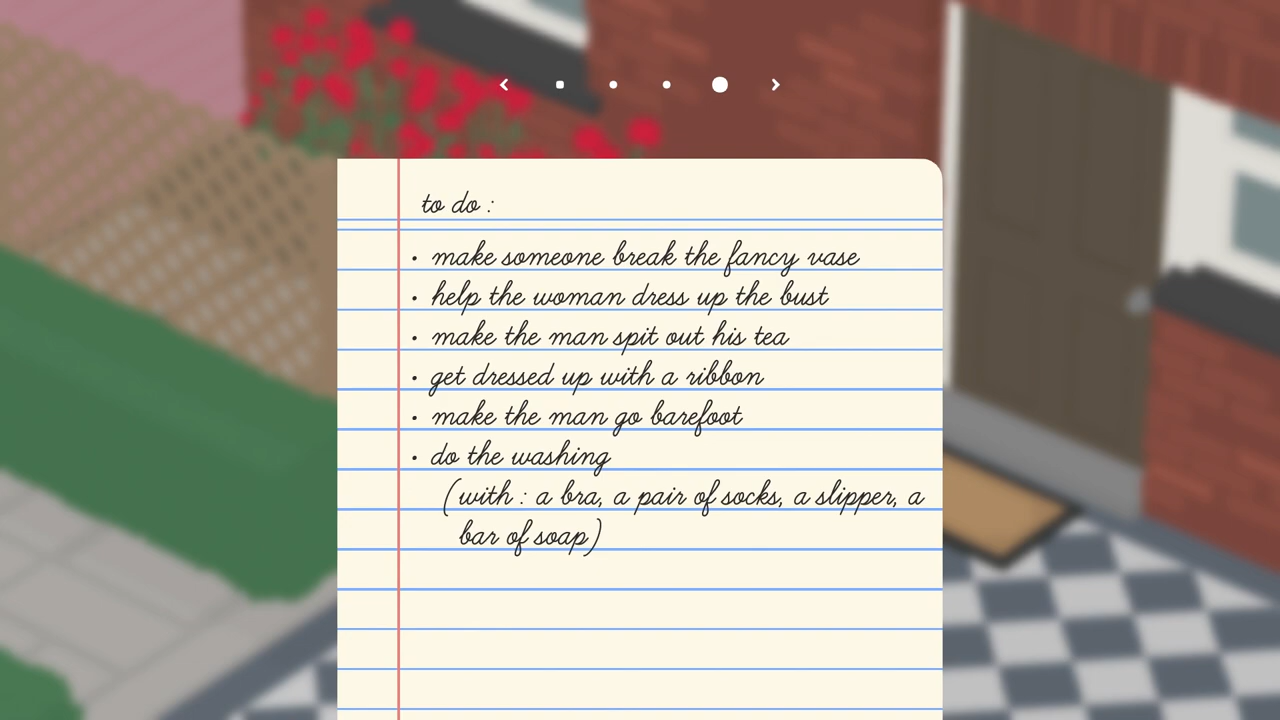 to do :
• make someone break the fancy vase
• help the woman dress up the bust
• make the man spit out his tea
• get dressed up with a ribbon
• make the man go barefoot
• do the washing
(with : a bra, a pair of socks, a slipper, a
bar of soap)